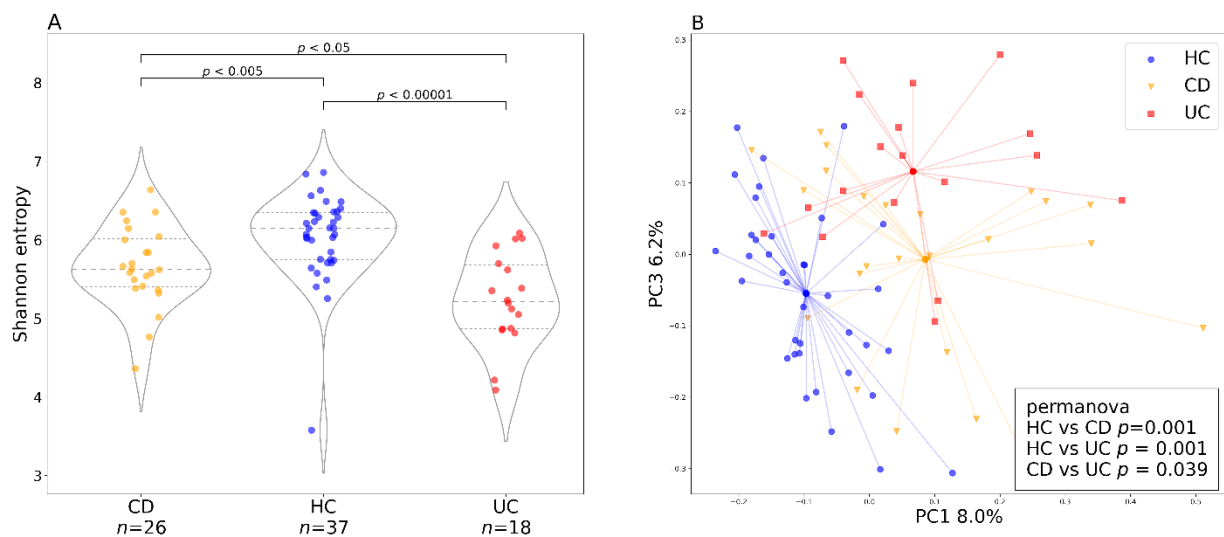 A
p < 0.05
p < 0.005
p < 0.00001
8
7
6
5
4
3
Shannon entropy
CD
n=26
HC
n=37
UC
n=18
B
HC
CD
UC
0.3
0.2
0.1
0.0
−0.1
−0.2
−0.3
PC3 6.2%
permanova
HC vs CD p=0.001
HC vs UC p = 0.001
CD vs UC p = 0.039
−0.2 −0.1 0.0 0.1 0.2 0.3 0.4 0.5
PC1 8.0%